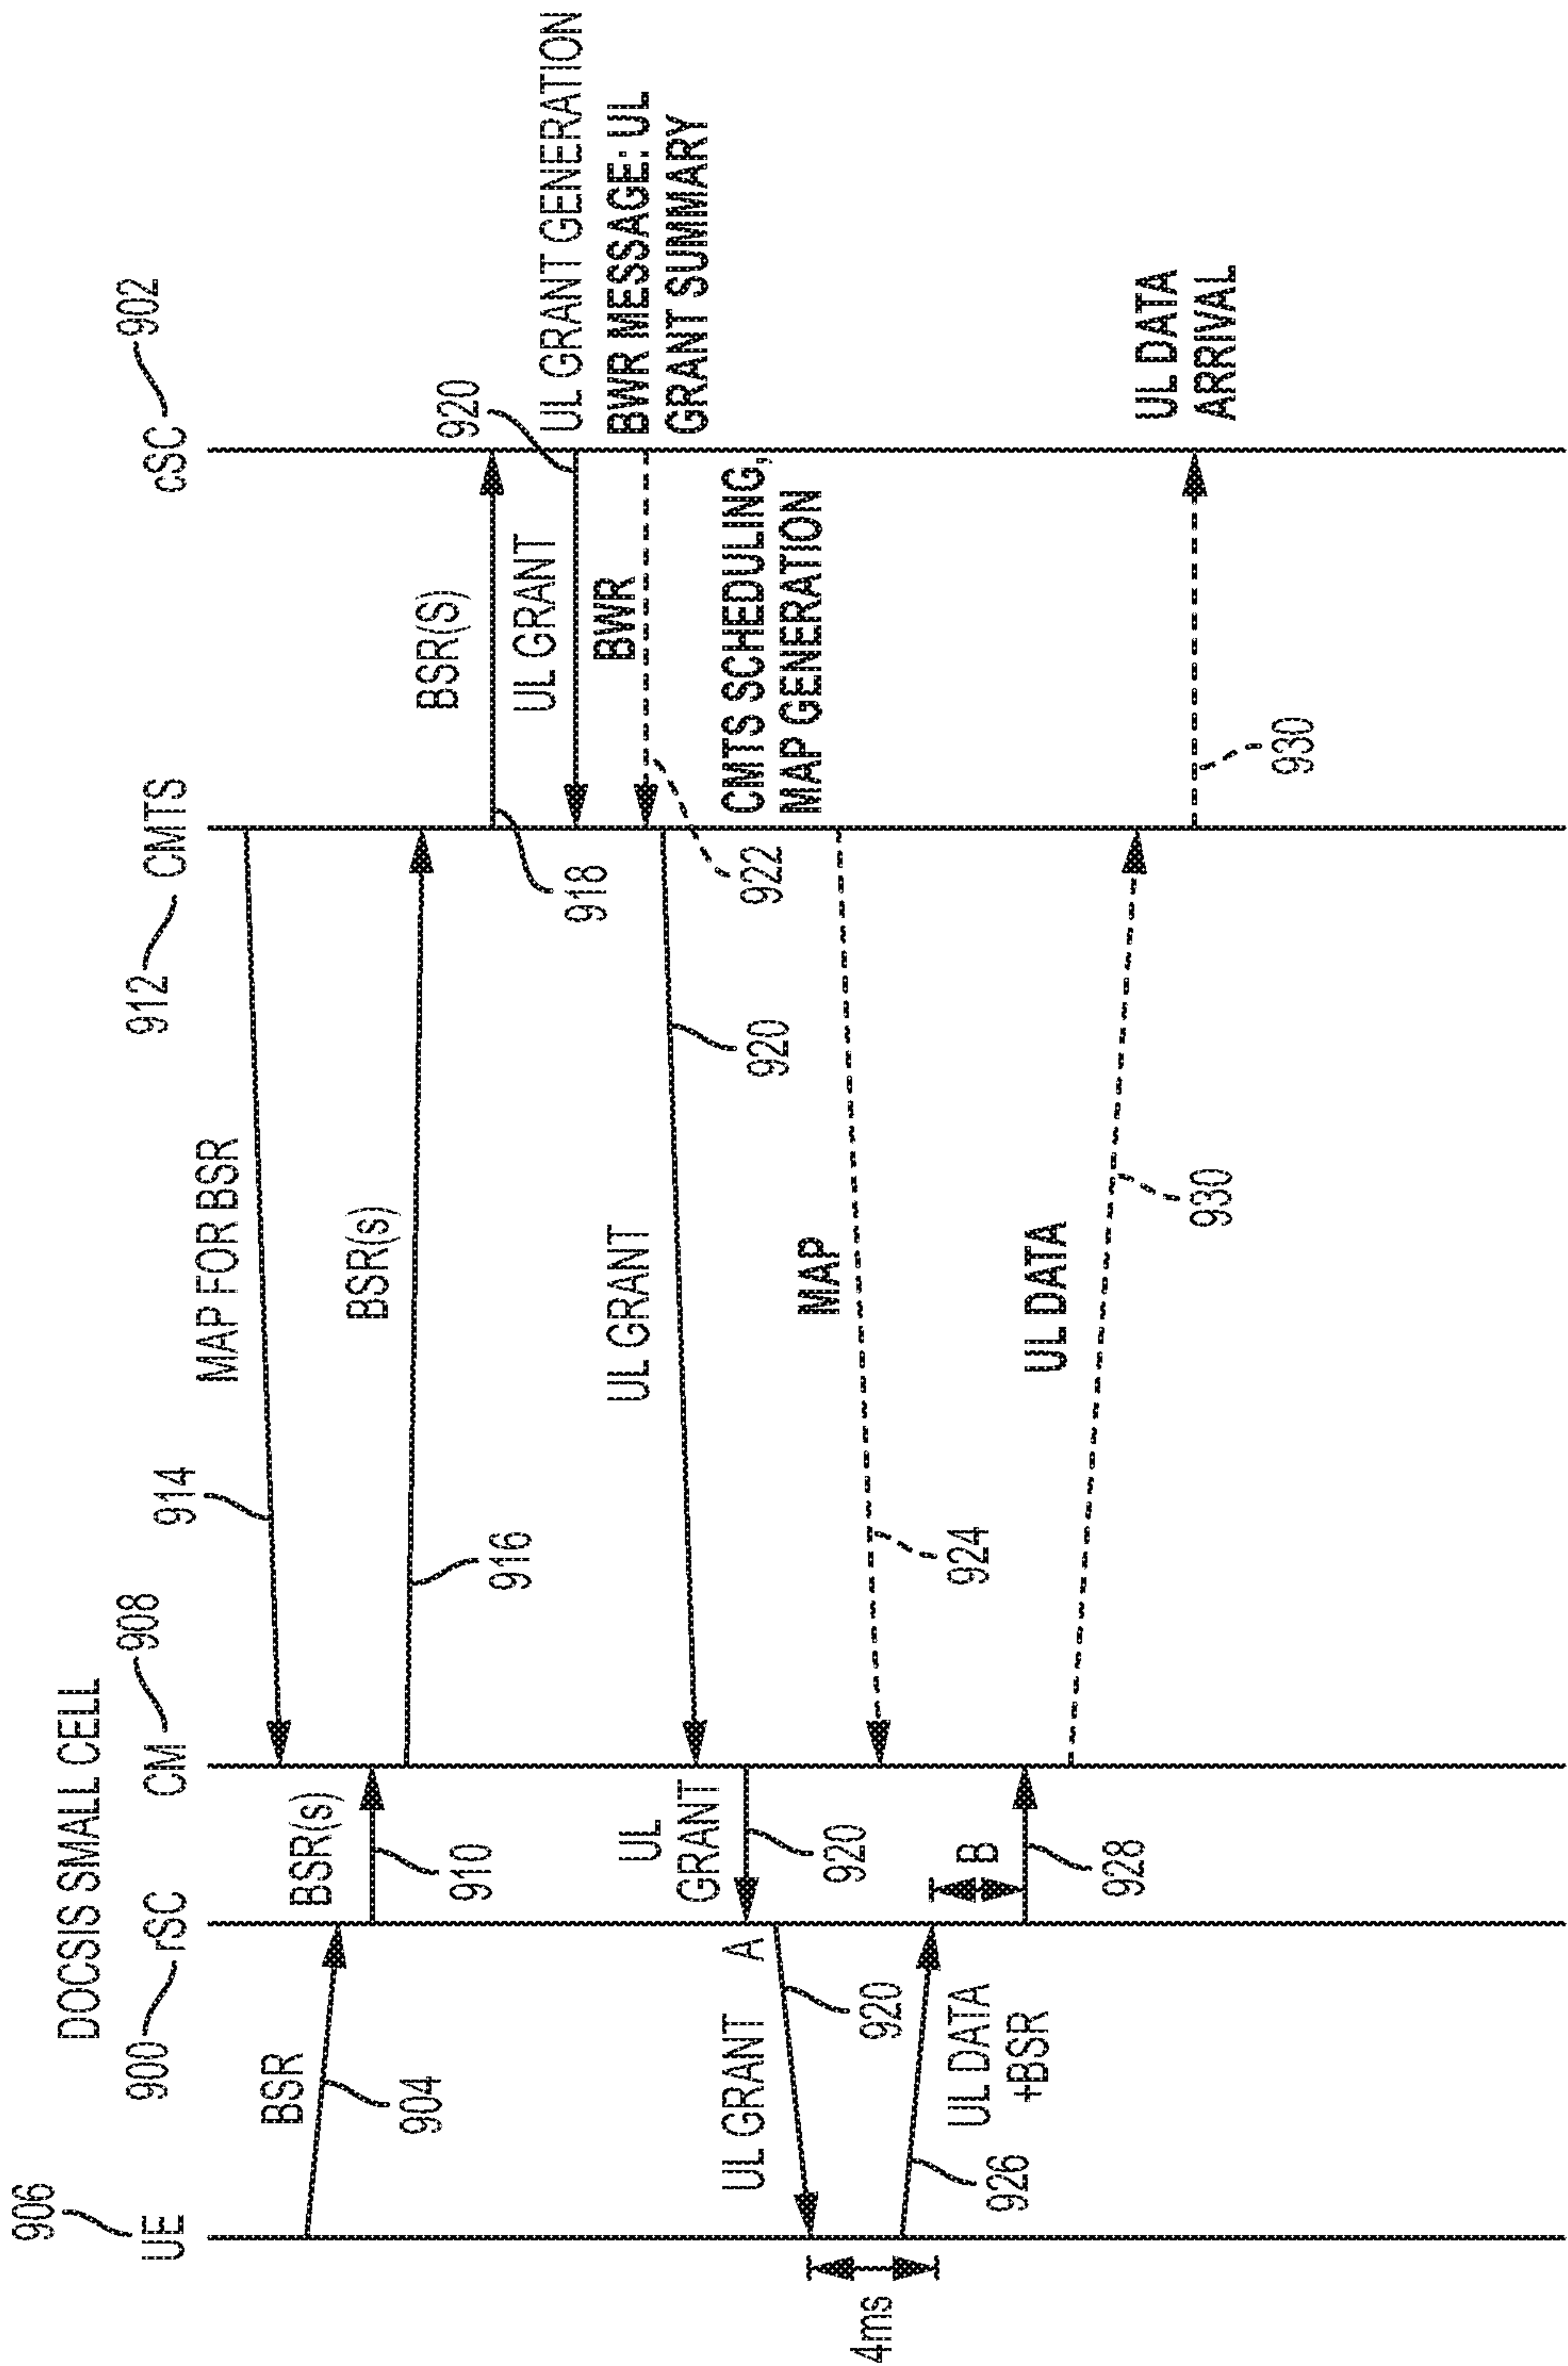 DOCSIS SMALL CELL
906
UE
900
rSC
CM
908
912
CMTS
cSC
902
MAP FOR BSR
914
BSR
904
BSR(s)
910
BSR(s)
916
BSR(S)
918
UL GRANT
920
UL GRANT GENERATION
BWR
922
BWR MESSAGE: UL
GRANT SUMMARY
UL GRANT
920
CMTS SCHEDULING,
MAP GENERATION
UL
GRANT
920
UL GRANT
A
920
MAP
924
4ms
926
UL DATA
+BSR
B
928
UL DATA
930
930
UL DATA
ARRIVAL